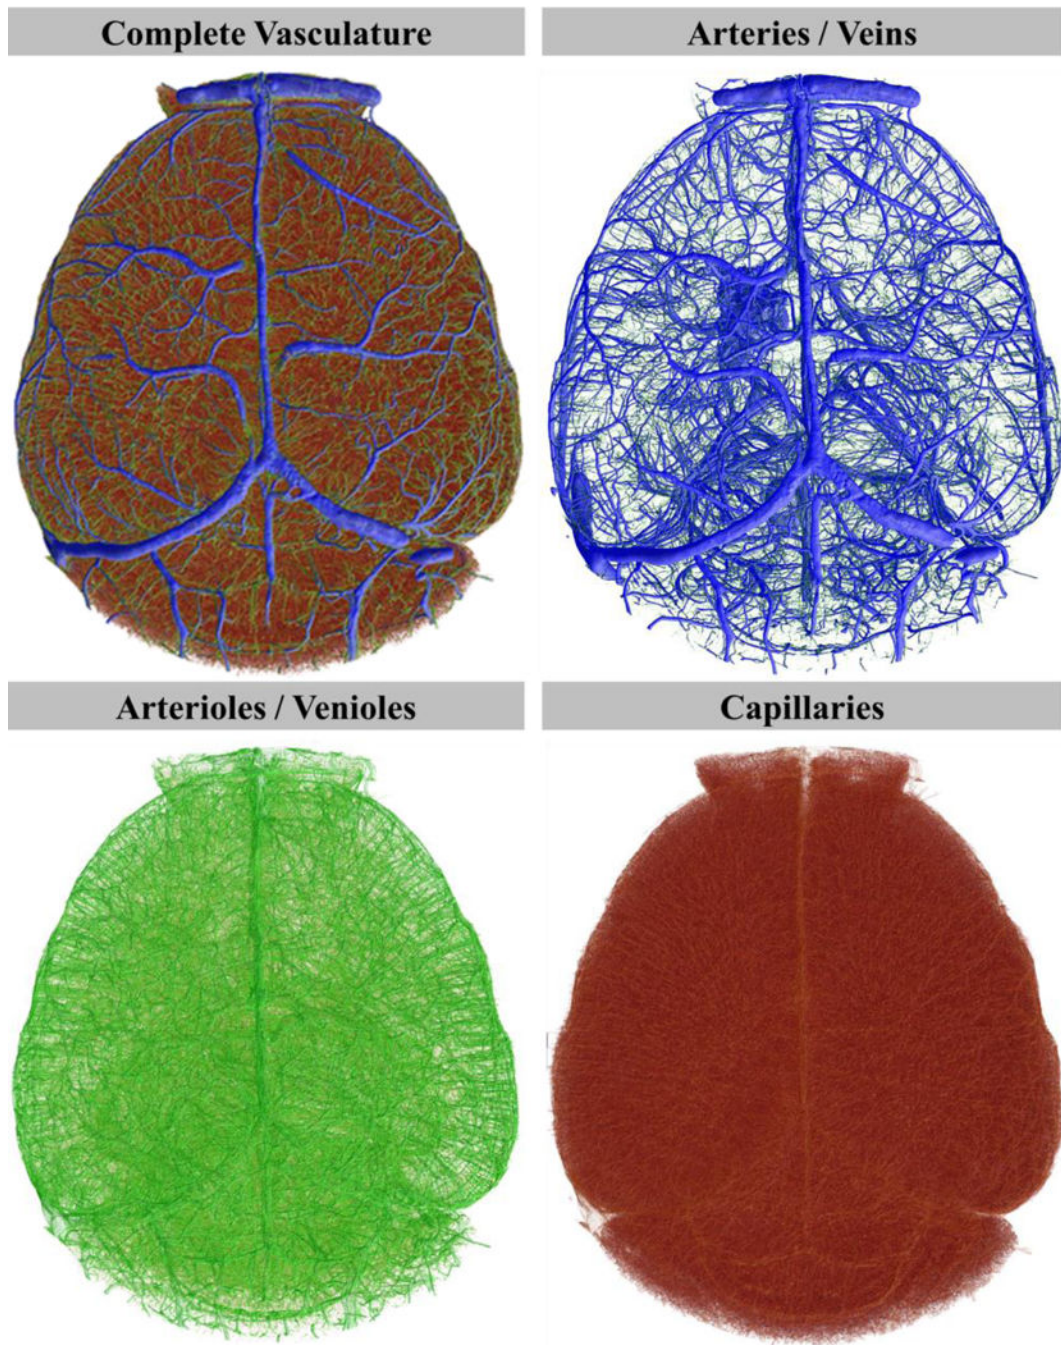 Complete Vasculature
Arteries / Veins
Arterioles / Venioles
Capillaries